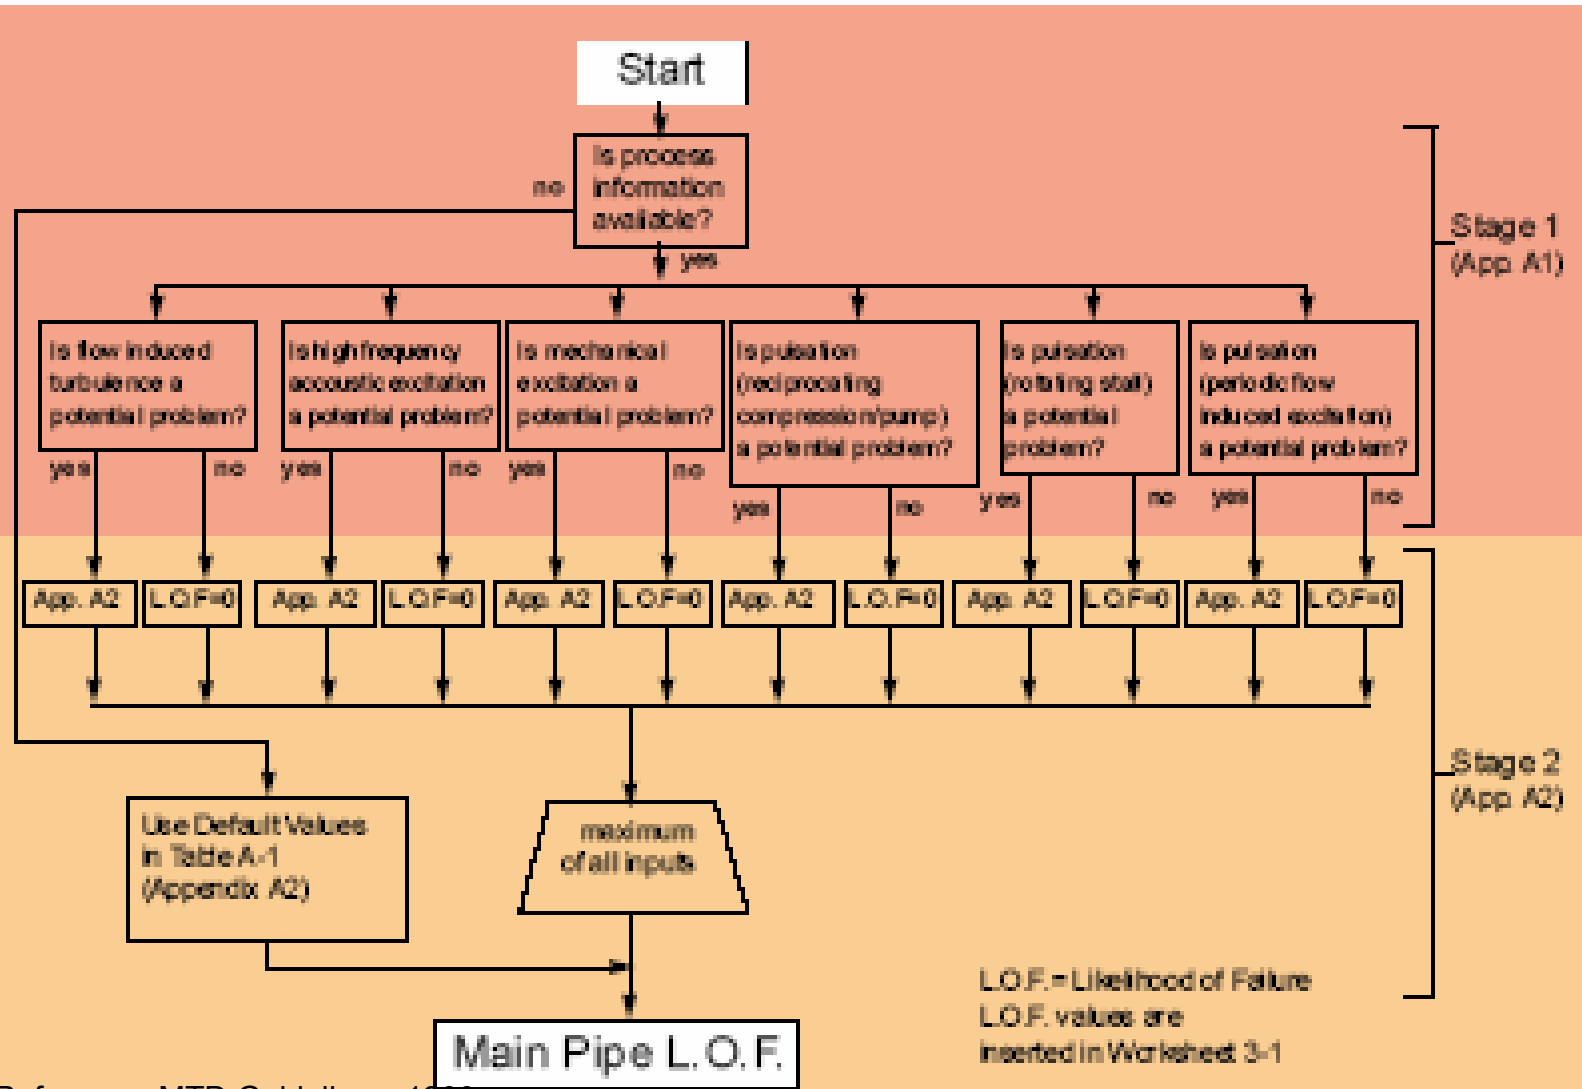 Start
Is process
information
available?
no
yes
Stage 1
(App. A1)
Is flow induced
turbulence a
potential problem?
Is high frequency
accoustic excitation
a potential problem?
Is mechanical
excitation a
potential problem?
Is pulsation
(reciprocating
compression/pump)
a potential problem?
Is pulsation
(rotating stall)
a potential
problem?
Is pulsation
(periodic flow
induced excitation)
a potential problem?
yes
no
yes
no
yes
no
yes
no
yes
no
yes
no
App. A2
L.O.F=0
App. A2
L.O.F=0
App. A2
L.O.F=0
App. A2
L.O.F=0
App. A2
L.O.F=0
App. A2
L.O.F=0
Stage 2
(App. A2)
Use Default Values
in Table A-1
(Appendix A2)
maximum
of all inputs
L.O.F. = Likelihood of Failure
L.O.F. values are
inserted in Worksheet 3-1
Main Pipe L.O.F.